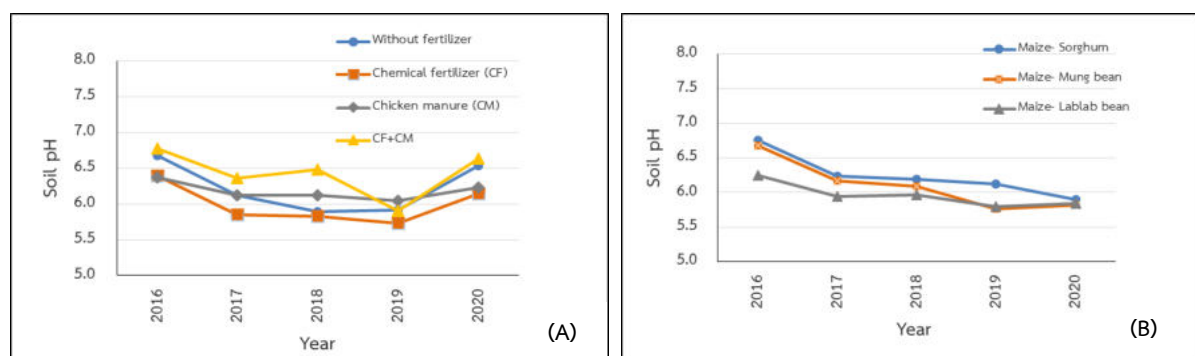 Without fertilizer
Chemical fertilizer (CF)
Chicken manure (CM)
CF+CM
8.0
7.5
7.0
6.5
6.0
5.5
5.0
Soil pH
2016
2017
2018
2019
2020
Year
(A)
Maize- Sorghum
Maize- Mung bean
Maize- Lablab bean
8.0
7.5
7.0
6.5
6.0
5.5
5.0
Soil pH
2016
2017
2018
2019
2020
Year
(B)